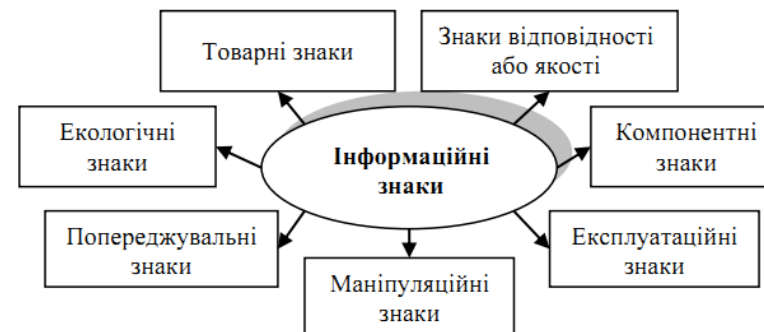 Товарні знаки
Знаки відповідності
або якості
Екологічні
знаки
Інформаційні
знаки
Компонентні
знаки
Попереджувальні
знаки
Маніпуляційні
знаки
Експлуатаційні
знаки